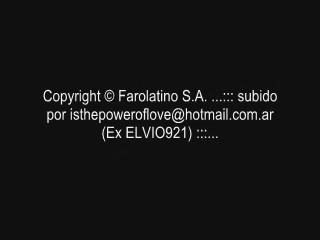 Copyright © Farolatino S.A. ...::: subido
por isthepoweroflove@hotmail.com.ar
(Ex ELVIO921) :::...